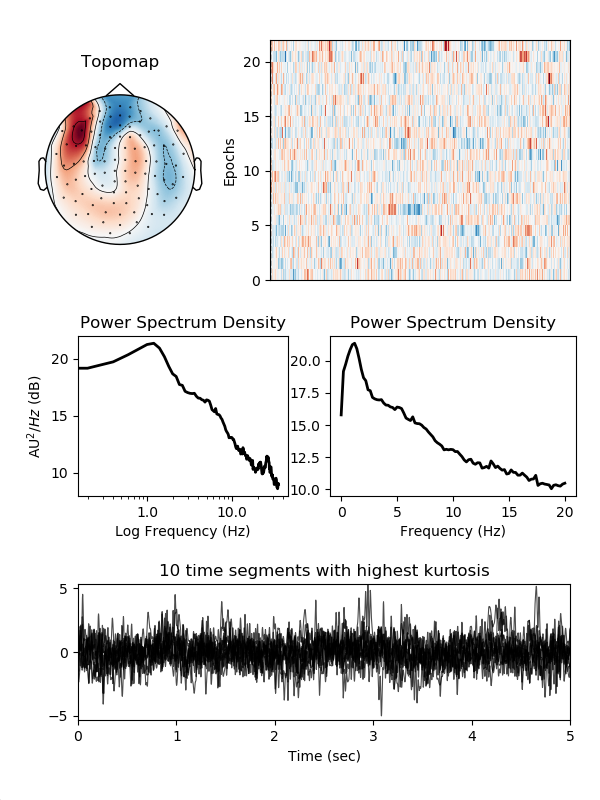 Topomap
Epochs
20
15
10
5
0
Power Spectrum Density
AU²/Hz (dB)
20
15
10
1.0 10.0
Log Frequency (Hz)
Power Spectrum Density
20.0
17.5
15.0
12.5
10.0
0 5 10 15 20
Frequency (Hz)
10 time segments with highest kurtosis
5
0
−5
0 1 2 3 4 5
Time (sec)